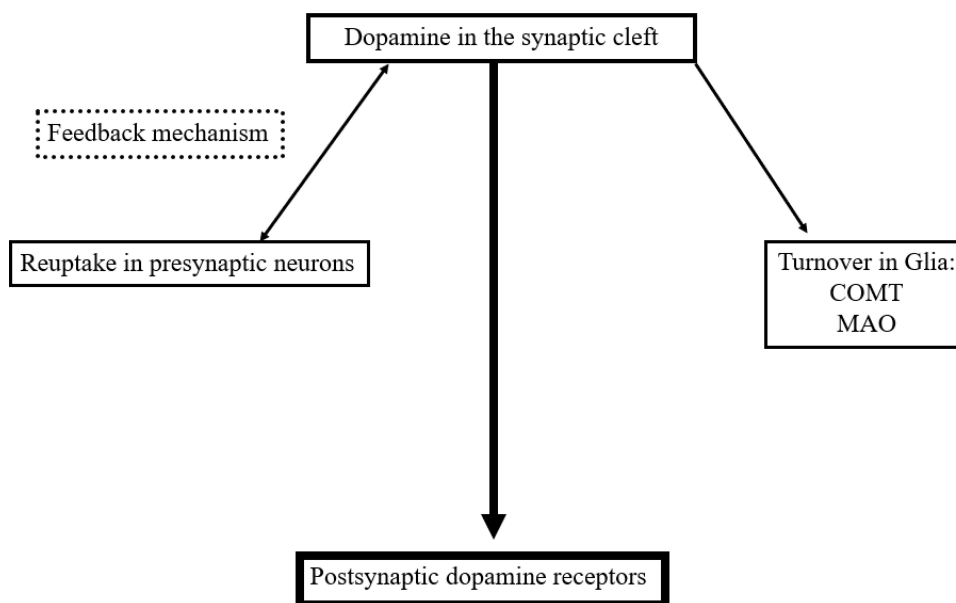 Dopamine in the synaptic cleft
Feedback mechanism
Reuptake in presynaptic neurons
Turnover in Glia:
COMT
MAO
Postsynaptic dopamine receptors